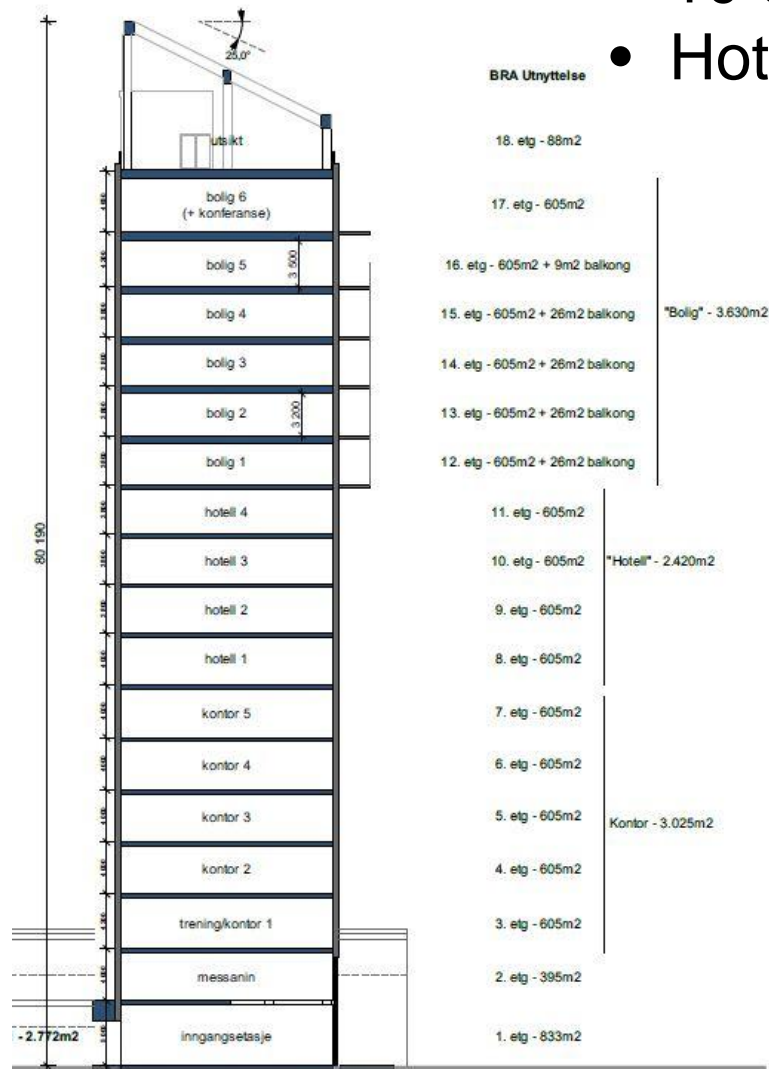 • Hot
25,0°
BRA Utnyttelse
utsikt
18. etg - 88m2
bolig 6
(+ konferanse)
17. etg - 605m2
bolig 5
3 500
16. etg - 605m2 + 9m2 balkong
bolig 4
15. etg - 605m2 + 26m2 balkong
"Bolig" - 3.630m2
bolig 3
14. etg - 605m2 + 26m2 balkong
bolig 2
3 200
13. etg - 605m2 + 26m2 balkong
bolig 1
12. etg - 605m2 + 26m2 balkong
hotell 4
11. etg - 605m2
80 190
hotell 3
10. etg - 605m2
"Hotell" - 2.420m2
hotell 2
9. etg - 605m2
hotell 1
8. etg - 605m2
kontor 5
7. etg - 605m2
kontor 4
6. etg - 605m2
kontor 3
5. etg - 605m2
Kontor - 3.025m2
kontor 2
4. etg - 605m2
trening/kontor 1
3. etg - 605m2
messanin
2. etg - 395m2
- 2.772m2
inngangsetasje
1. etg - 833m2